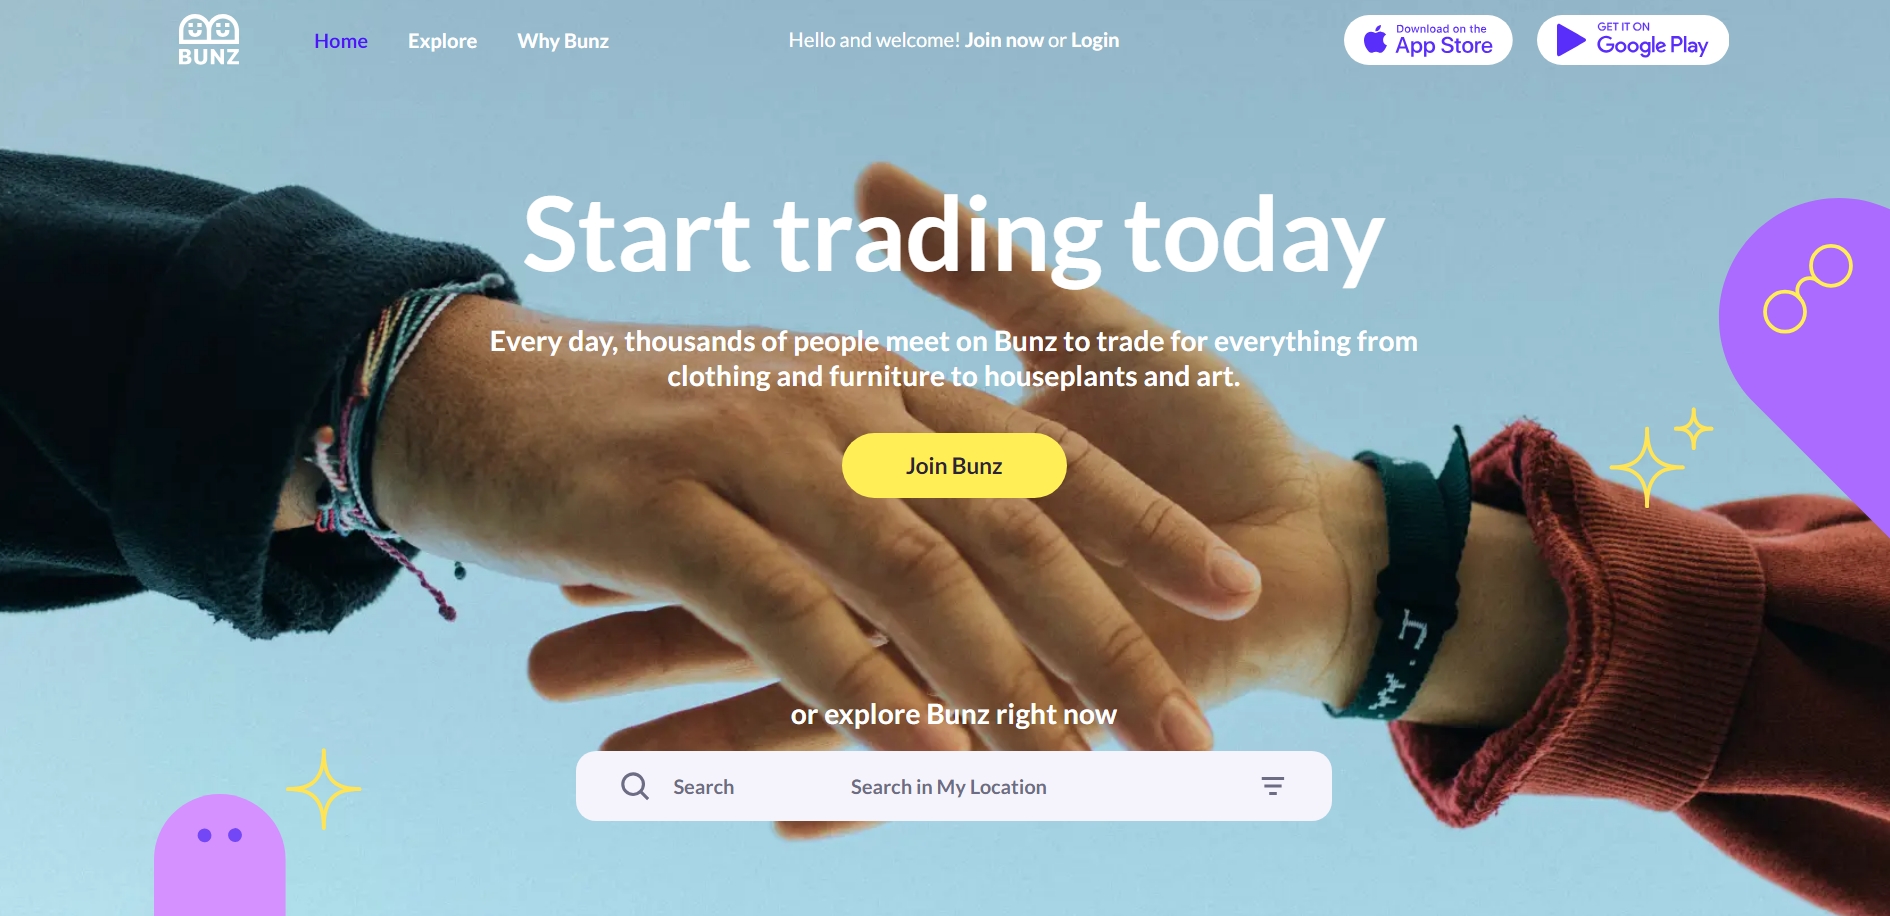 BUNZ
Home Explore Why Bunz
Hello and welcome! Join now or Login
Download on the
App Store
GET IT ON
Google Play
Start trading today
Every day, thousands of people meet on Bunz to trade for everything from
clothing and furniture to houseplants and art.
Join Bunz
or explore Bunz right now
Search
Search in My Location